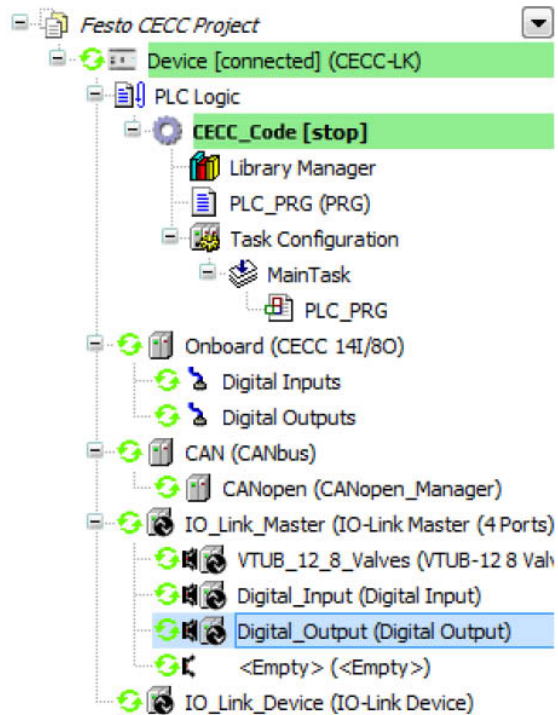 Festo CECC Project
Device [connected] (CECC-LK)
PLC Logic
CECC_Code [stop]
Library Manager
PLC_PRG (PRG)
Task Configuration
MainTask
PLC_PRG
Onboard (CECC 14I/8O)
Digital Inputs
Digital Outputs
CAN (CANbus)
CANopen (CANopen_Manager)
IO_Link_Master (IO-Link Master (4 Ports)
VTUB_12_8_Valves (VTUB-12 8 Valv
Digital_Input (Digital Input)
Digital_Output (Digital Output)
<Empty> (<Empty>)
IO_Link_Device (IO-Link Device)